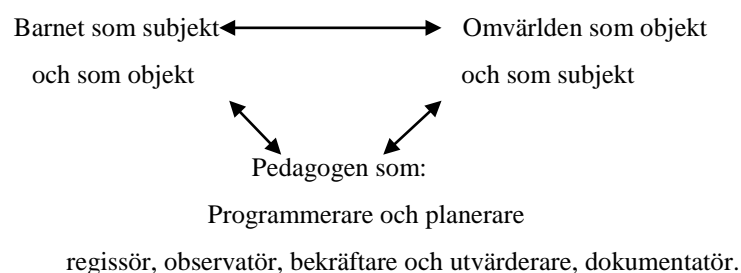 Barnet som subjekt Omvärlden som objekt
och som objekt och som subjekt
Pedagogen som:
Programmerare och planerare
regissör, observatör, bekräftare och utvärderare, dokumentatör.